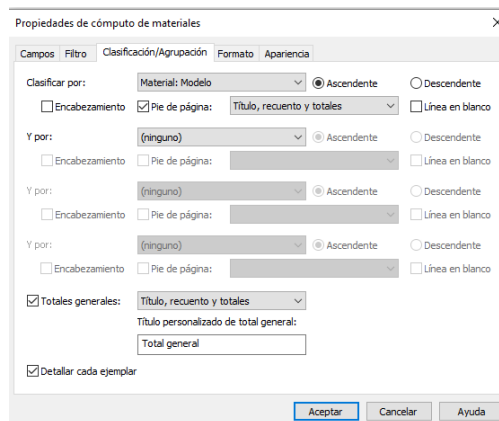 Propiedades de cómputo de materiales
Campos Filtro Clasificación/Agrupación Formato Apariencia
Clasificar por: Material: Modelo Ascendente Descendente
Encabezamiento Pie de página: Título, recuento y totales Línea en blanco
Y por: (ninguno) Ascendente Descendente
Encabezamiento Pie de página: Línea en blanco
Y por: (ninguno) Ascendente Descendente
Encabezamiento Pie de página: Línea en blanco
Y por: (ninguno) Ascendente Descendente
Encabezamiento Pie de página: Línea en blanco
Totales generales: Título, recuento y totales
Título personalizado de total general:
Total general
Detallar cada ejemplar
Aceptar Cancelar Ayuda